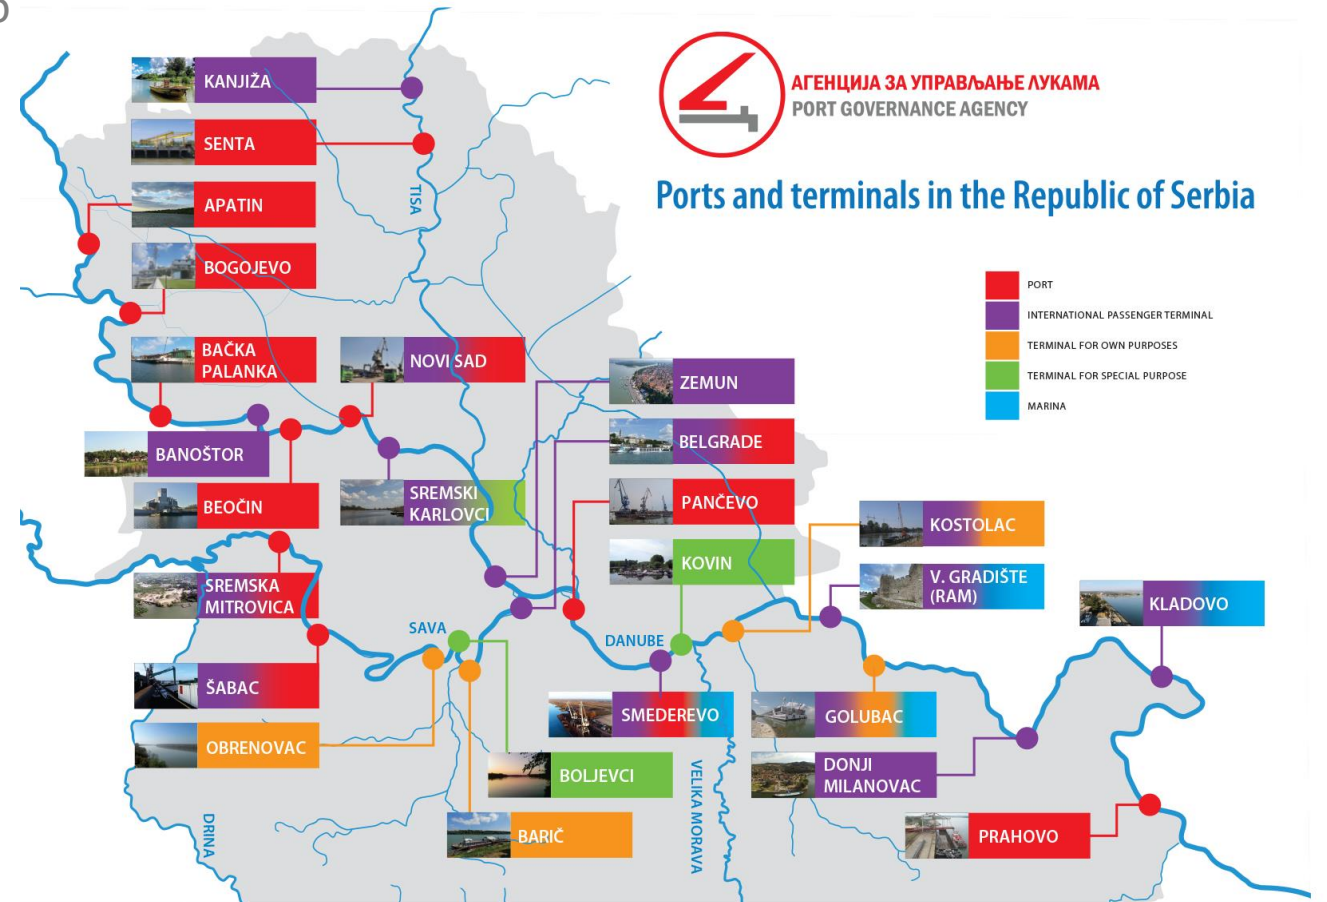 АГЕНЦИЈА ЗА УПРАВЉАЊЕ ЛУКАМА
PORT GOVERNANCE AGENCY
Ports and terminals in the Republic of Serbia
PORT
INTERNATIONAL PASSENGER TERMINAL
TERMINAL FOR OWN PURPOSES
TERMINAL FOR SPECIAL PURPOSE
MARINA
KANJIŽA
SENTA
APATIN
BOGOJEVO
BAČKA
PALANKA
NOVI SAD
BANOŠTOR
BEOČIN
SREMSKI
KARLOVCI
SREMSKA
MITROVICA
ŠABAC
OBRENOVAC
ZEMUN
BELGRADE
PANČEVO
KOVIN
KOSTOLAC
V. GRADIŠTE
(RAM)
KLADOVO
SMEDEREVO
GOLUBAC
DONJI
MILANOVAC
BOLJEVCI
BARIČ
PRAHOVO
TISA
SAVA
DANUBE
DRINA
VELIKA MORAVA